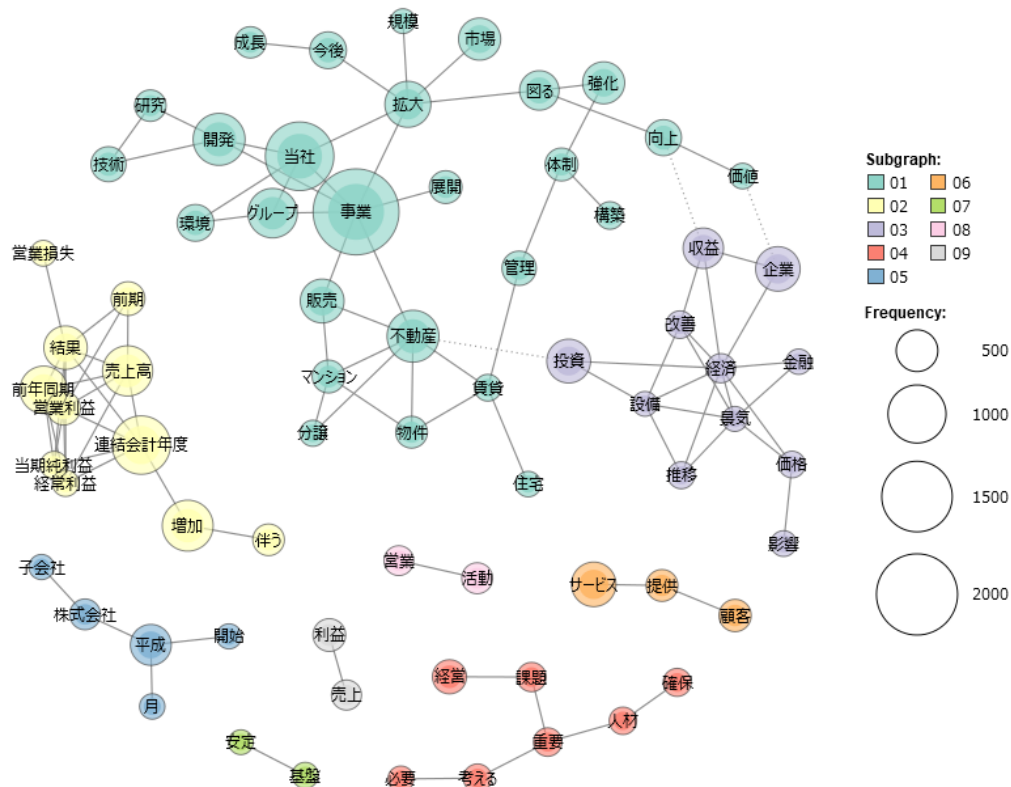 規模
成長
今後
市場
拡大
図る
強化
研究
開発
当社
技術
向上
体制
価値
展開
環境
グループ
事業
構築
収益
企業
管理
営業損失
前期
販売
改善
不動産
結果
売上高
投資
経済
金融
前年同期
営業利益
マンション
賃貸
設備
景気
分譲
物件
連結会計年度
当期純利益
経常利益
価格
推移
住宅
増加
伴う
影響
子会社
営業
活動
サービス
提供
株式会社
顧客
平成
開始
利益
月
売上
経営
課題
確保
人材
安定
重要
基盤
必要
考える
Subgraph:
01
06
02
07
03
08
04
09
05
Frequency:
500
1000
1500
2000